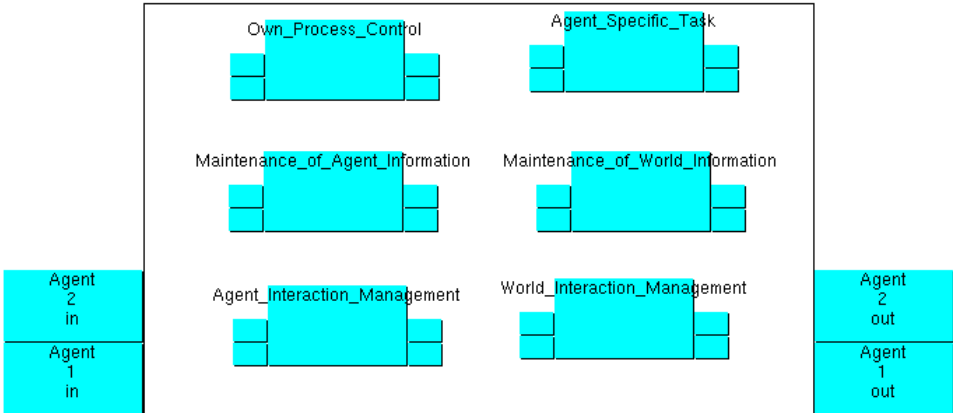 Own_Process_Control
Agent_Specific_Task
Maintenance_of_Agent_Information
Maintenance_of_World_Information
Agent_Interaction_Management
World_Interaction_Management
Agent
2
in
Agent
1
in
Agent
2
out
Agent
1
out